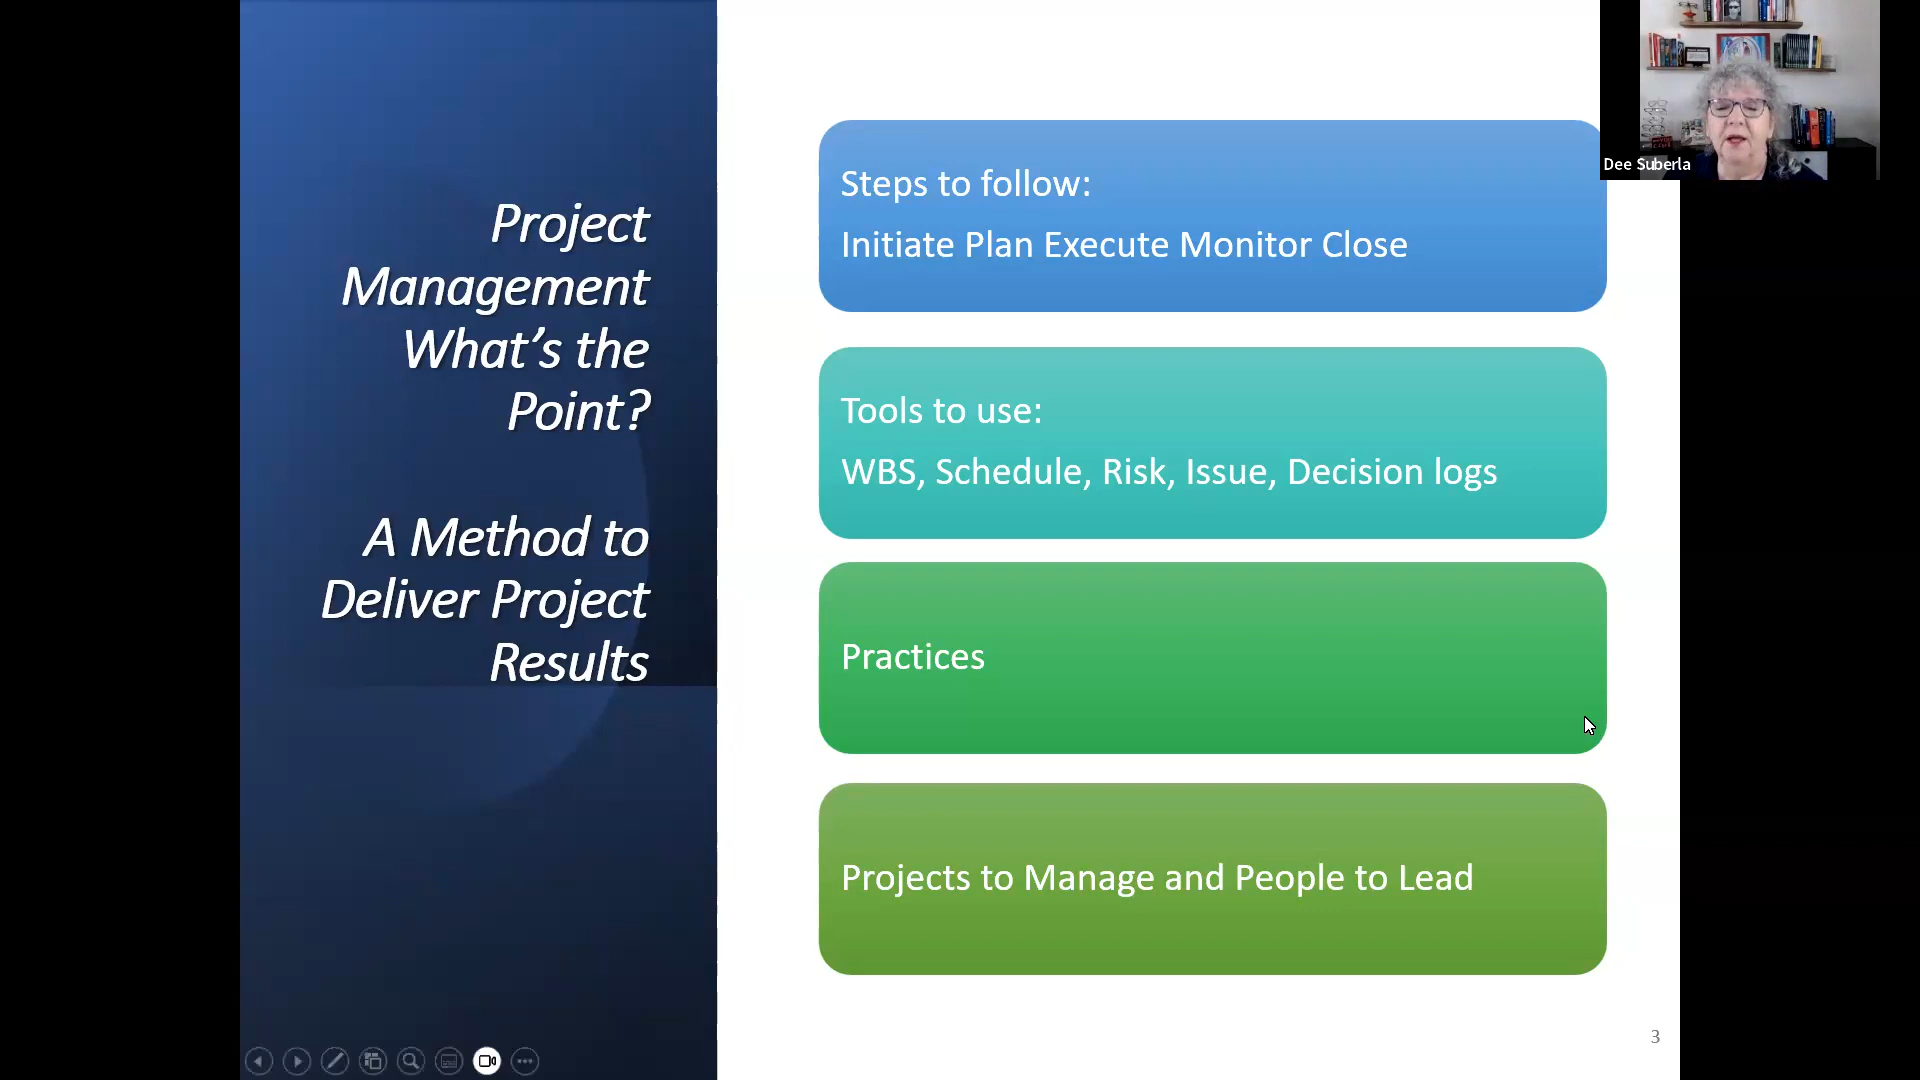 Project
Management
What’s the
Point?
A Method to
Deliver Project
Results
Steps to follow:
Initiate Plan Execute Monitor Close
Tools to use:
WBS, Schedule, Risk, Issue, Decision logs
Practices
Projects to Manage and People to Lead
Dee Suberla
3